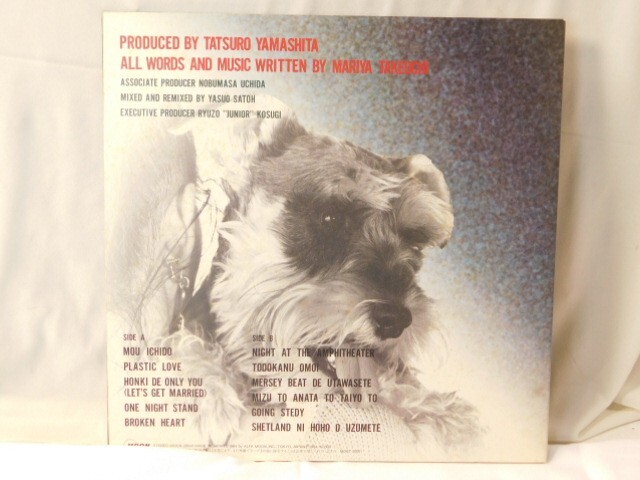 PRODUCED BY TATSURO YAMASHITA
ALL WORDS AND MUSIC WRITTEN BY MARIYA TAKEUCHI
ASSOCIATE PRODUCER NOBUMASA UCHIDA
MIXED AND REMIXED BY YASUO SATOH
EXECUTIVE PRODUCER RYUZO "JUNIOR" KOSUGI
SIDE A
MOU ICHIDO
PLASTIC LOVE
HONKI DE ONLY YOU
(LET'S GET MARRIED)
ONE NIGHT STAND
BROKEN HEART
SIDE B
NIGHT AT THE AMPHITHEATER
TODOKANU OMOI
MERSEY BEAT DE UTAWASETE
MIZU TO ANATA TO TAIYO TO
GOING STEDY
SHETLAND NI HOHO O UZUMETE
MOON